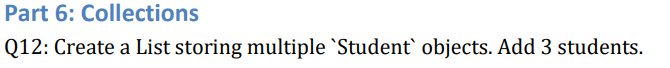 Part 6: Collections
Q12: Create a List storing multiple `Student` objects. Add 3 students.